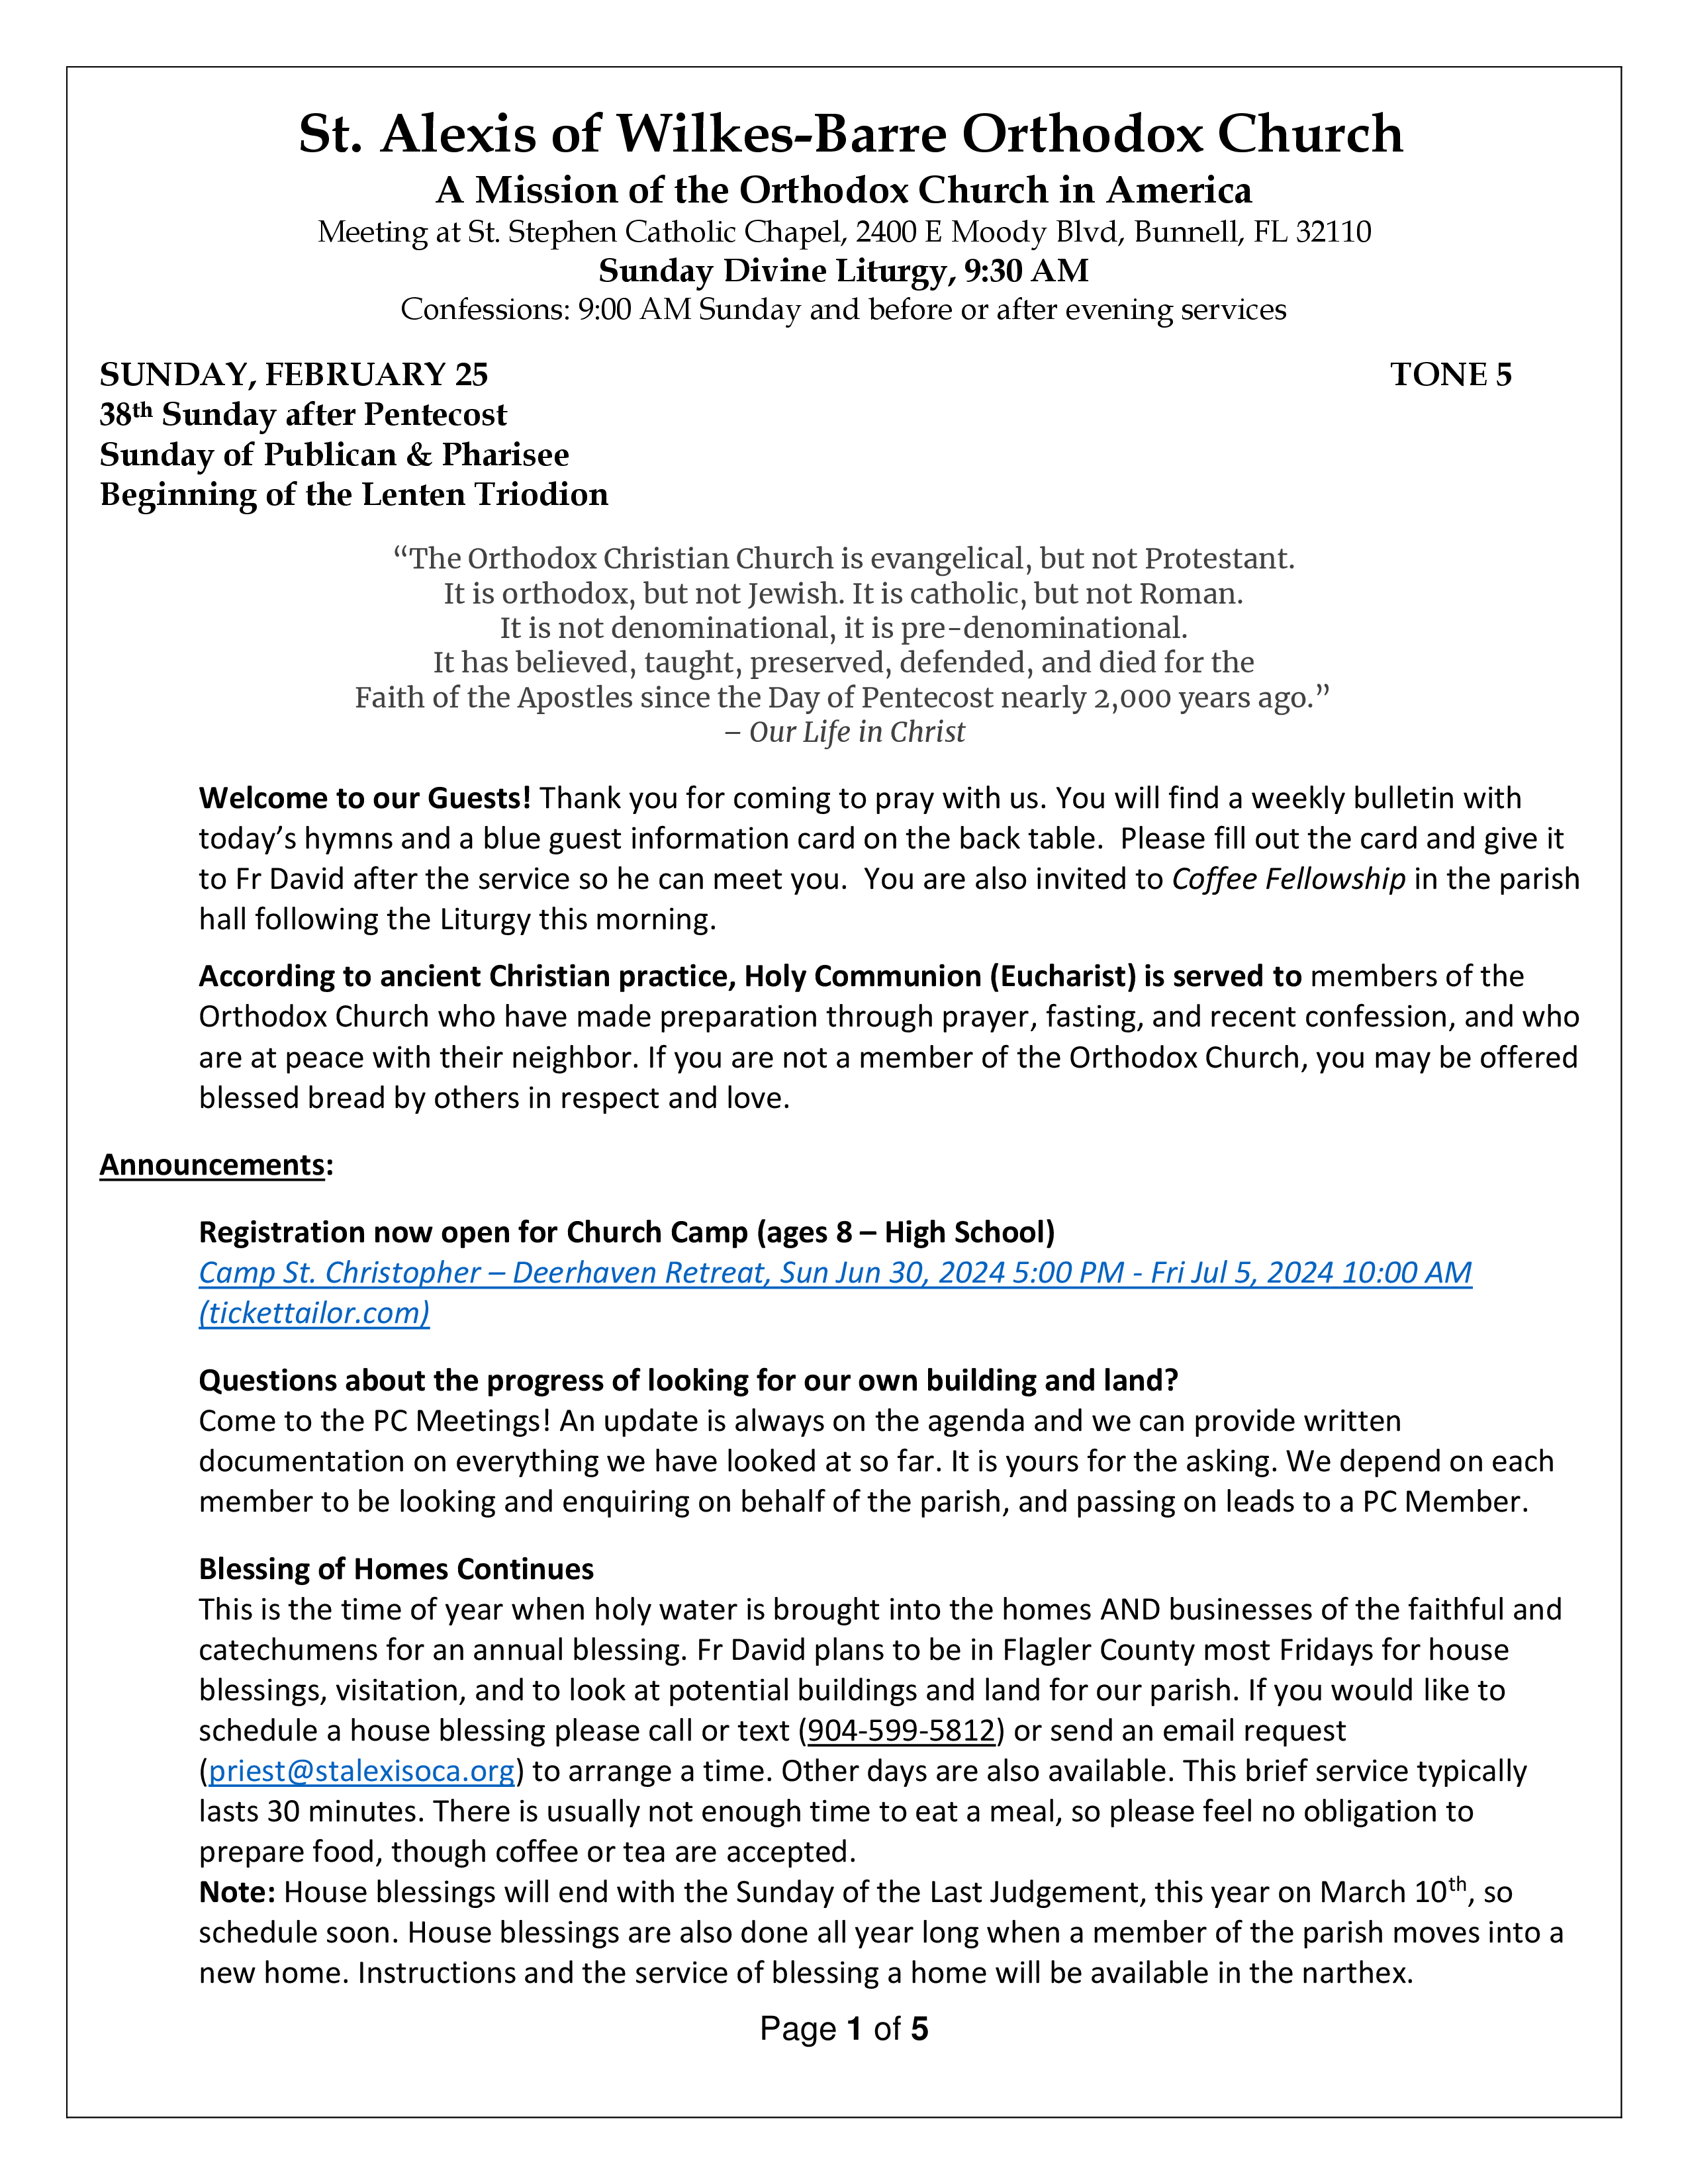 St. Alexis of Wilkes-Barre Orthodox Church
A Mission of the Orthodox Church in America
Meeting at St. Stephen Catholic Chapel, 2400 E Moody Blvd, Bunnell, FL 32110
Sunday Divine Liturgy, 9:30 AM
Confessions: 9:00 AM Sunday and before or after evening services
SUNDAY, FEBRUARY 25 TONE 5
38th Sunday after Pentecost
Sunday of Publican & Pharisee
Beginning of the Lenten Triodion
“The Orthodox Christian Church is evangelical, but not Protestant.
It is orthodox, but not Jewish. It is catholic, but not Roman.
It is not denominational, it is pre-denominational.
It has believed, taught, preserved, defended, and died for the
Faith of the Apostles since the Day of Pentecost nearly 2,000 years ago.”
– Our Life in Christ
Welcome to our Guests! Thank you for coming to pray with us. You will find a weekly bulletin with
today’s hymns and a blue guest information card on the back table.  Please fill out the card and give it
to Fr David after the service so he can meet you.  You are also invited to Coffee Fellowship in the parish
hall following the Liturgy this morning.
According to ancient Christian practice, Holy Communion (Eucharist) is served to members of the
Orthodox Church who have made preparation through prayer, fasting, and recent confession, and who
are at peace with their neighbor. If you are not a member of the Orthodox Church, you may be offered
blessed bread by others in respect and love.
Announcements:
Registration now open for Church Camp (ages 8 – High School)
Camp St. Christopher – Deerhaven Retreat, Sun Jun 30, 2024 5:00 PM - Fri Jul 5, 2024 10:00 AM
(tickettailor.com)
Questions about the progress of looking for our own building and land?
Come to the PC Meetings! An update is always on the agenda and we can provide written
documentation on everything we have looked at so far. It is yours for the asking. We depend on each
member to be looking and enquiring on behalf of the parish, and passing on leads to a PC Member.
Blessing of Homes Continues
This is the time of year when holy water is brought into the homes AND businesses of the faithful and
catechumens for an annual blessing. Fr David plans to be in Flagler County most Fridays for house
blessings, visitation, and to look at potential buildings and land for our parish. If you would like to
schedule a house blessing please call or text (904-599-5812) or send an email request
(priest@stalexisoca.org) to arrange a time. Other days are also available. This brief service typically
lasts 30 minutes. There is usually not enough time to eat a meal, so please feel no obligation to
prepare food, though coffee or tea are accepted.
Note: House blessings will end with the Sunday of the Last Judgement, this year on March 10th, so
schedule soon. House blessings are also done all year long when a member of the parish moves into a
new home. Instructions and the service of blessing a home will be available in the narthex.
Page 1 of 5